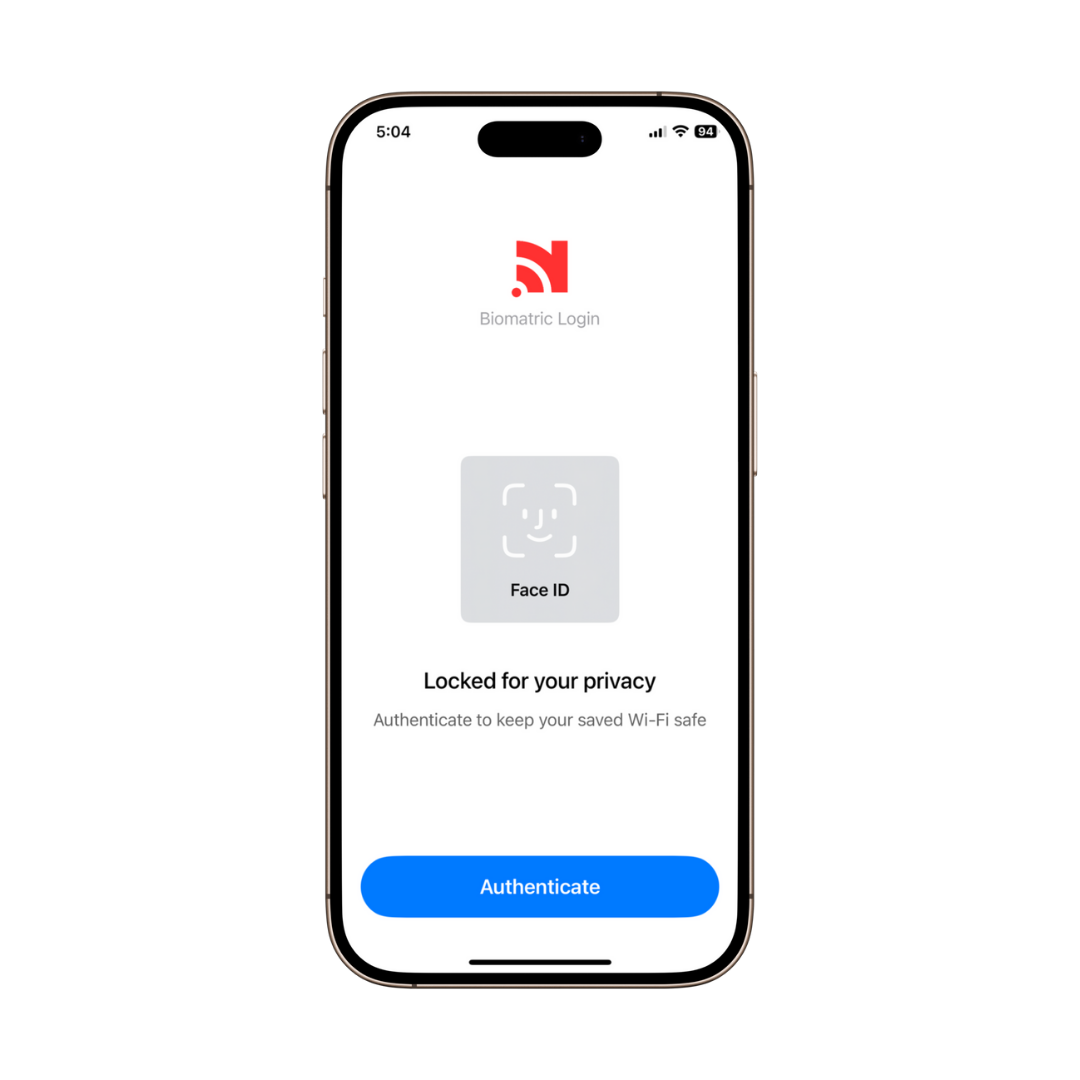 5:04
94
Biomatric Login
Face ID
Locked for your privacy
Authenticate to keep your saved Wi-Fi safe
Authenticate